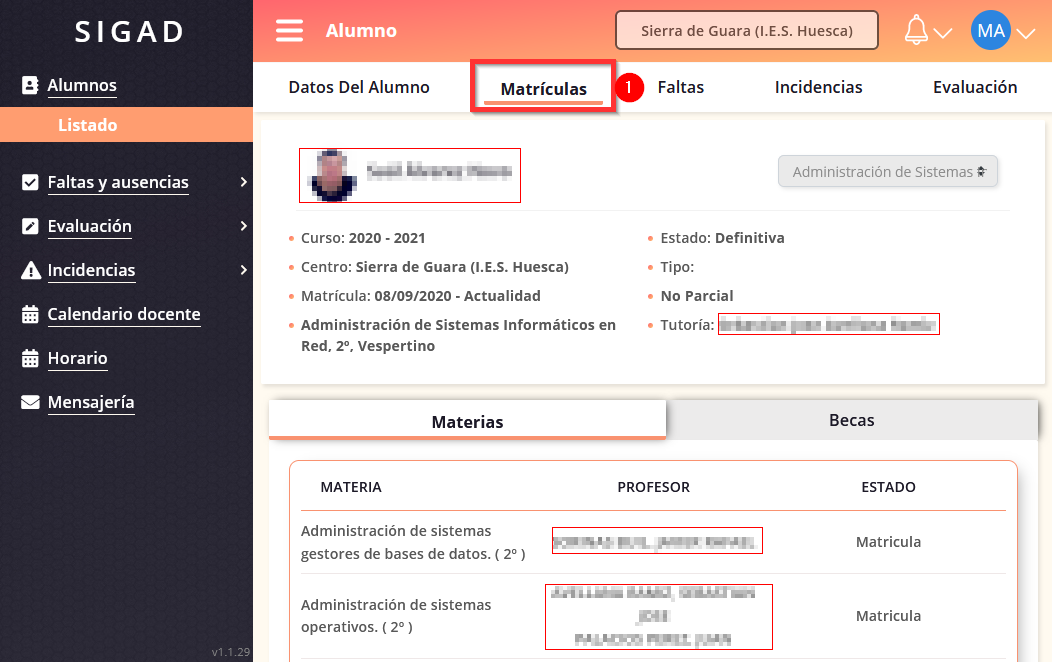 SIGAD
Alumno
Sierra de Guara (I.E.S. Huesca)
MA
Alumnos
Listado
Faltas y ausencias
Evaluación
Incidencias
Calendario docente
Horario
Mensajería
v1.1.29
Datos Del Alumno
Matrículas
1
Faltas
Incidencias
Evaluación
Administración de Sistemas
Curso: 2020 - 2021
Centro: Sierra de Guara (I.E.S. Huesca)
Matrícula: 08/09/2020 - Actualidad
Administración de Sistemas Informáticos en
Red, 2º, Vespertino
Estado: Definitiva
Tipo:
No Parcial
Tutoría:
Materias
Becas
MATERIA
PROFESOR
ESTADO
Administración de sistemas
gestores de bases de datos. ( 2º )
Matricula
Administración de sistemas
operativos. ( 2º )
Matricula